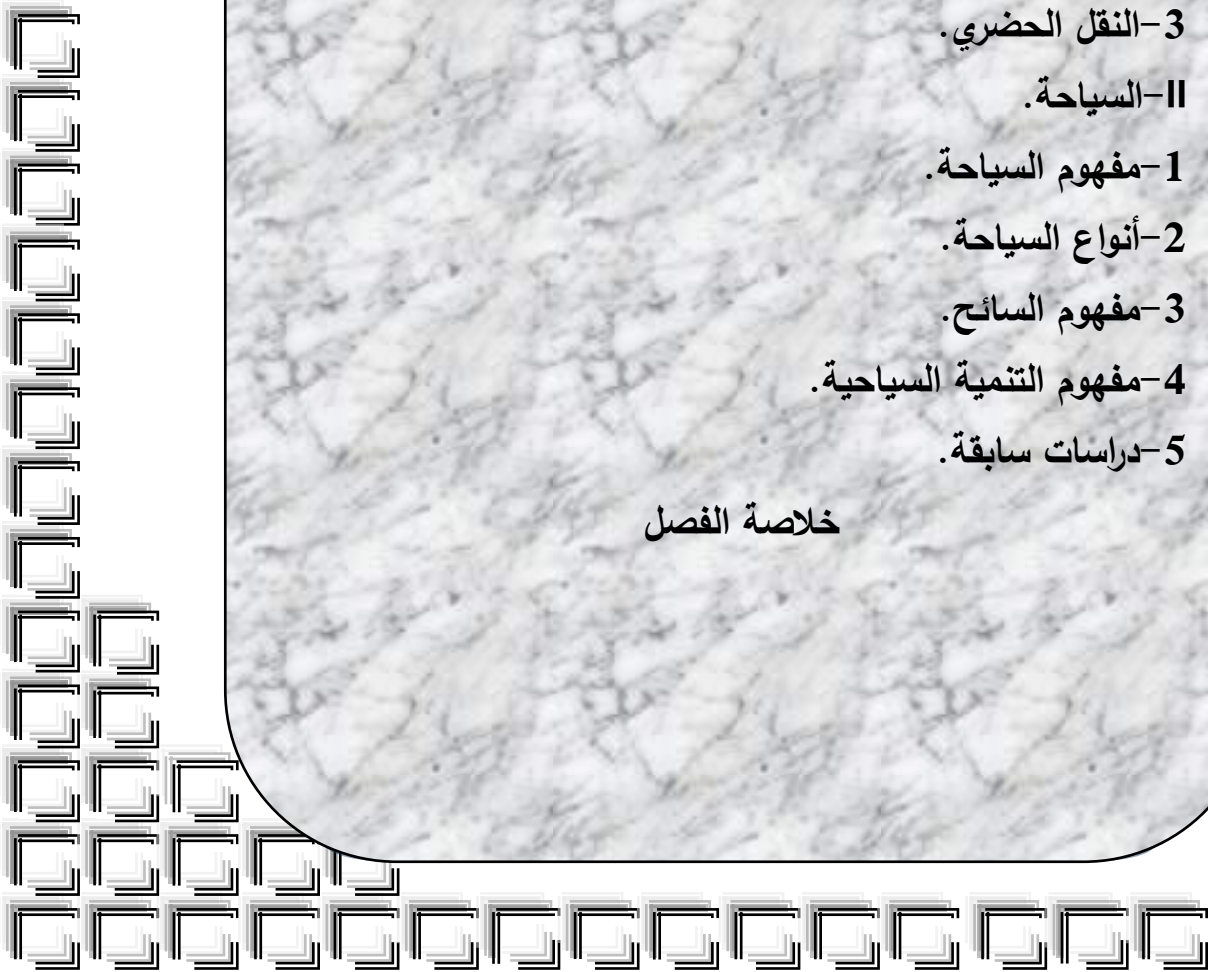 3-النقل الحضري.
II-السياحة.
1-مفهوم السياحة.
2-أنواع السياحة.
3-مفهوم السائح.
4-مفهوم التنمية السياحية.
5-دراسات سابقة.
خلاصة الفصل